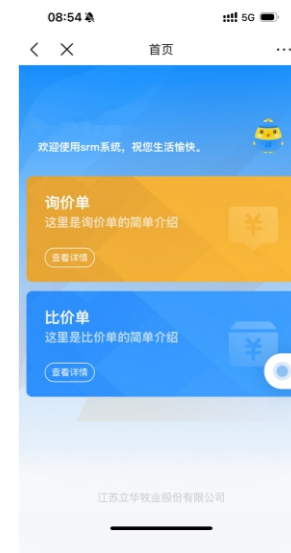 08:54
5G
首页
欢迎使用srm系统，祝您生活愉快。
询价单
这里是询价单的简单介绍
查看详情
比价单
这里是比价单的简单介绍
查看详情
江苏立华牧业股份有限公司